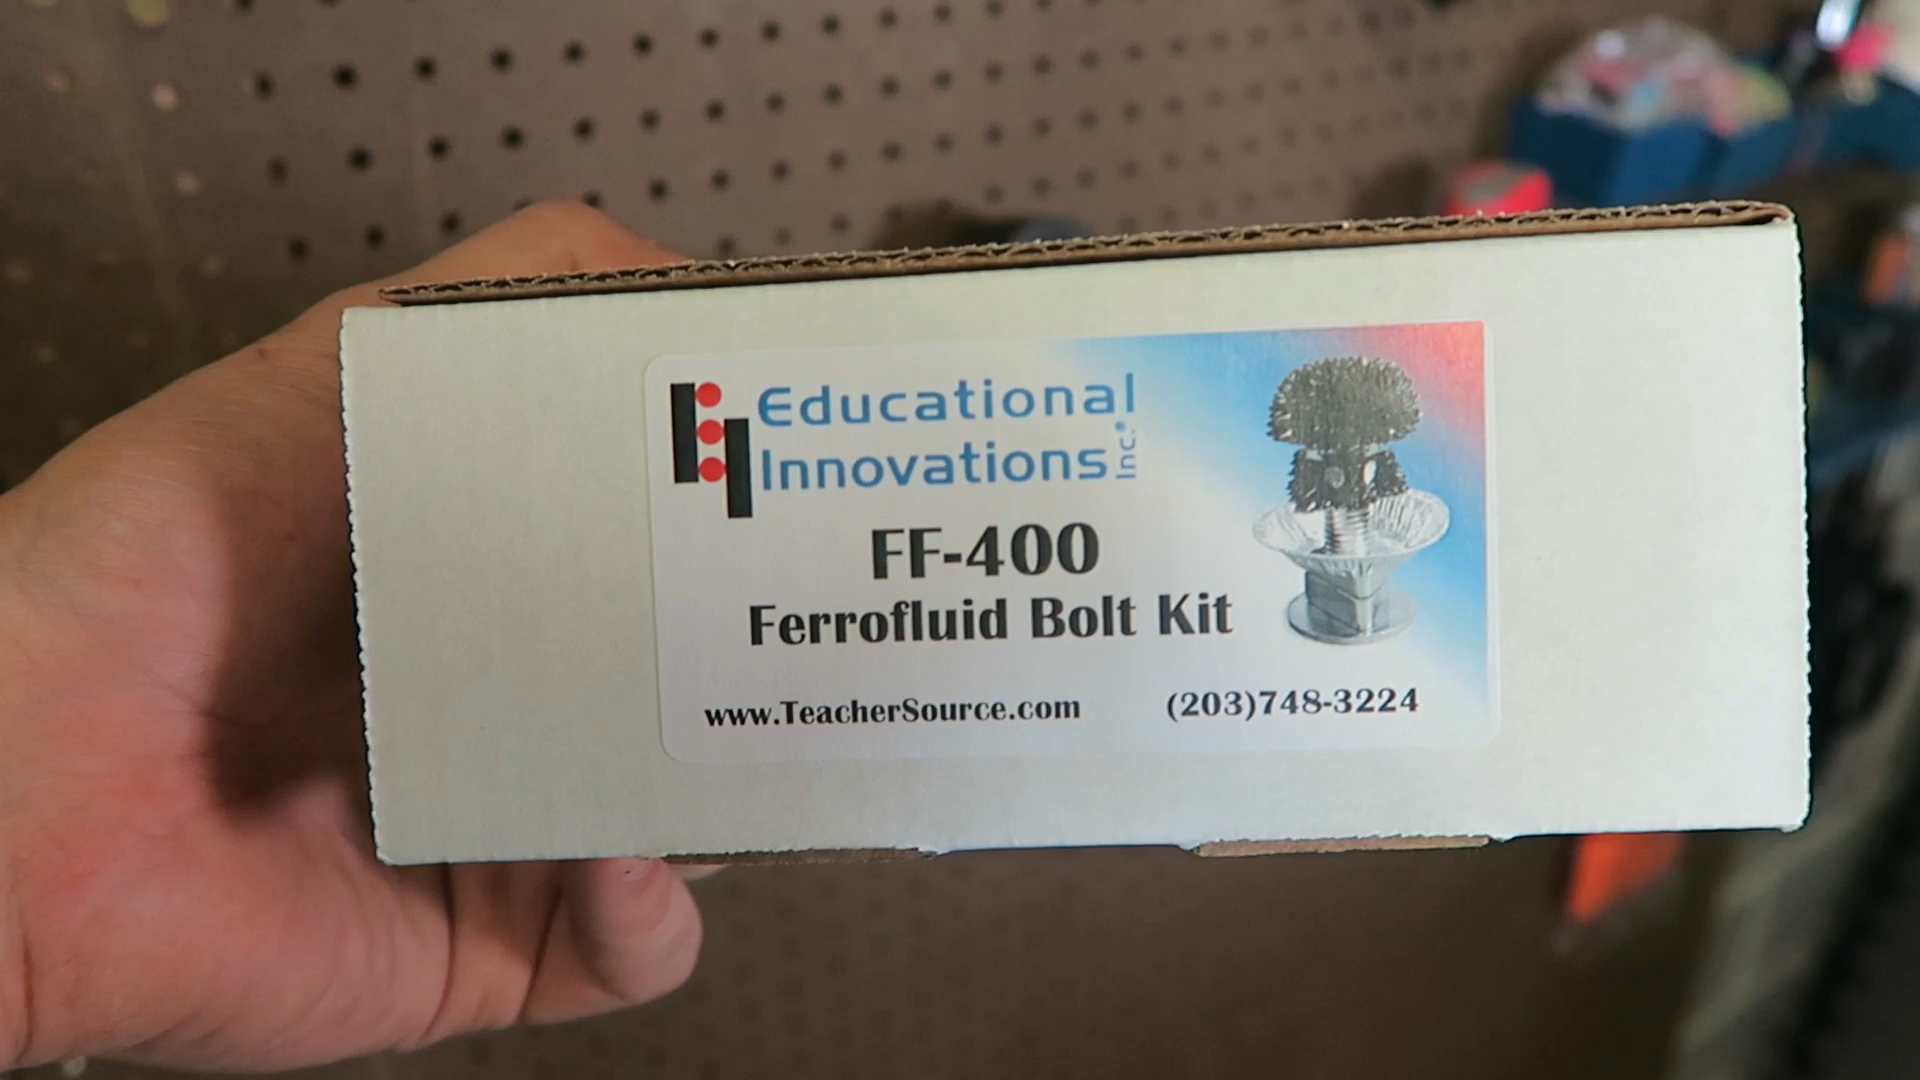 Educational
Innovations Inc.®
FF-400
Ferrofluid Bolt Kit
www.TeacherSource.com (203)748-3224